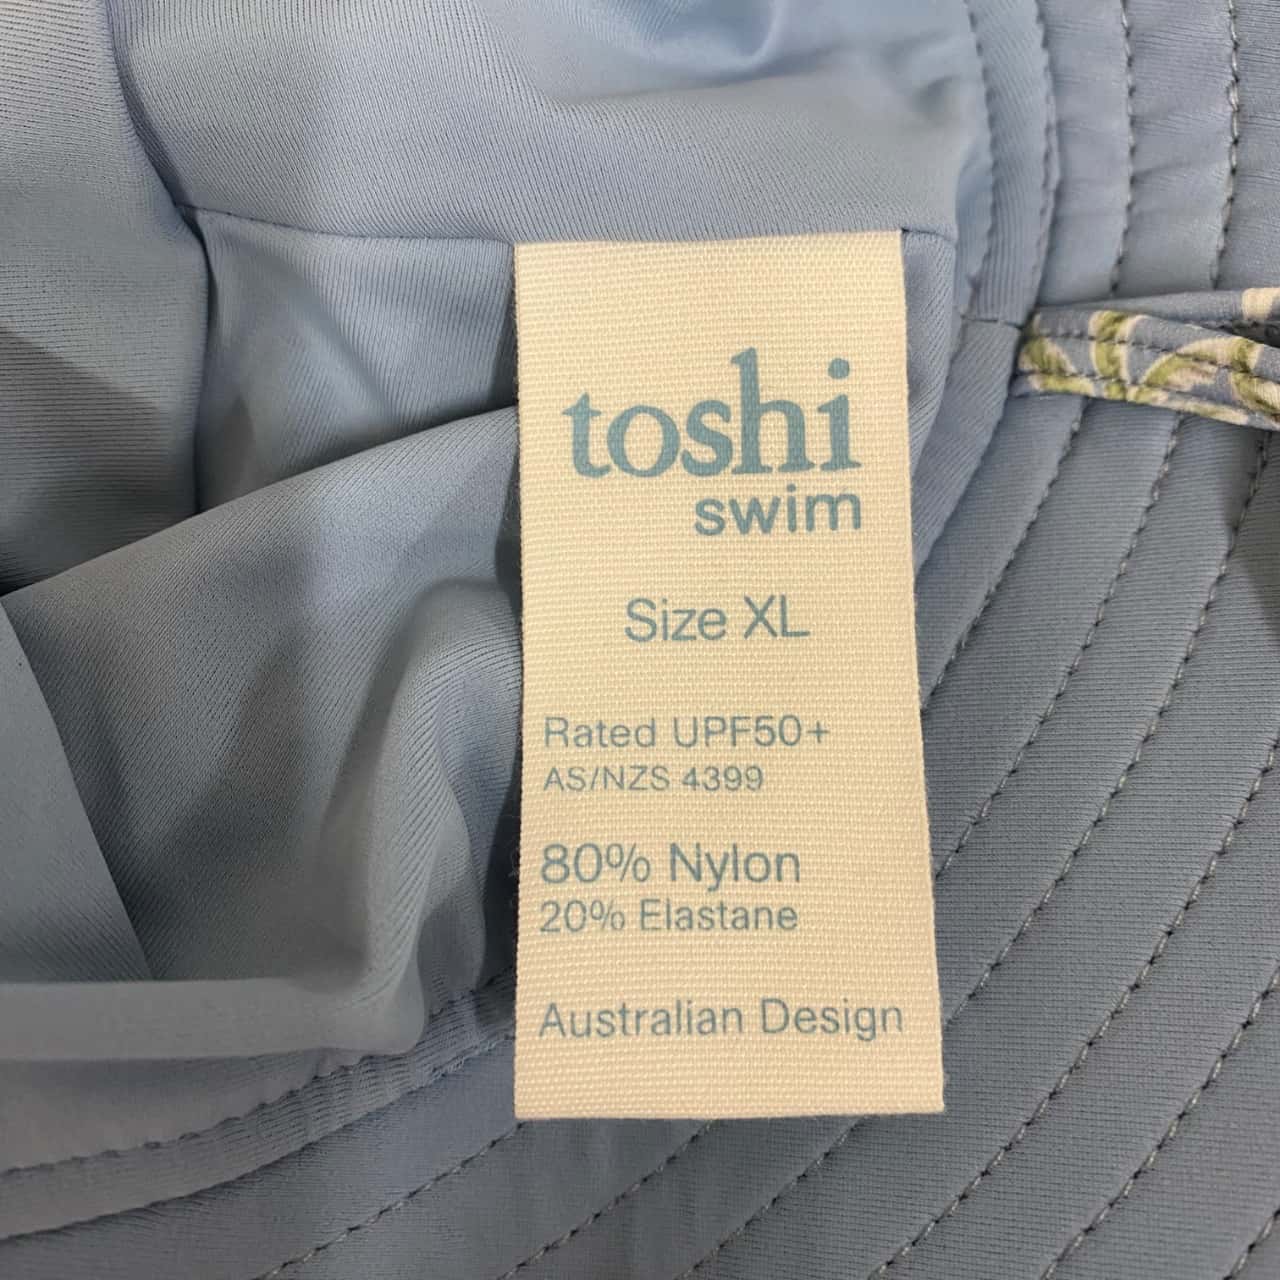 toshi
swim
Size XL
Rated UPF50+
AS/NZS 4399
80% Nylon
20% Elastane
Australian Design